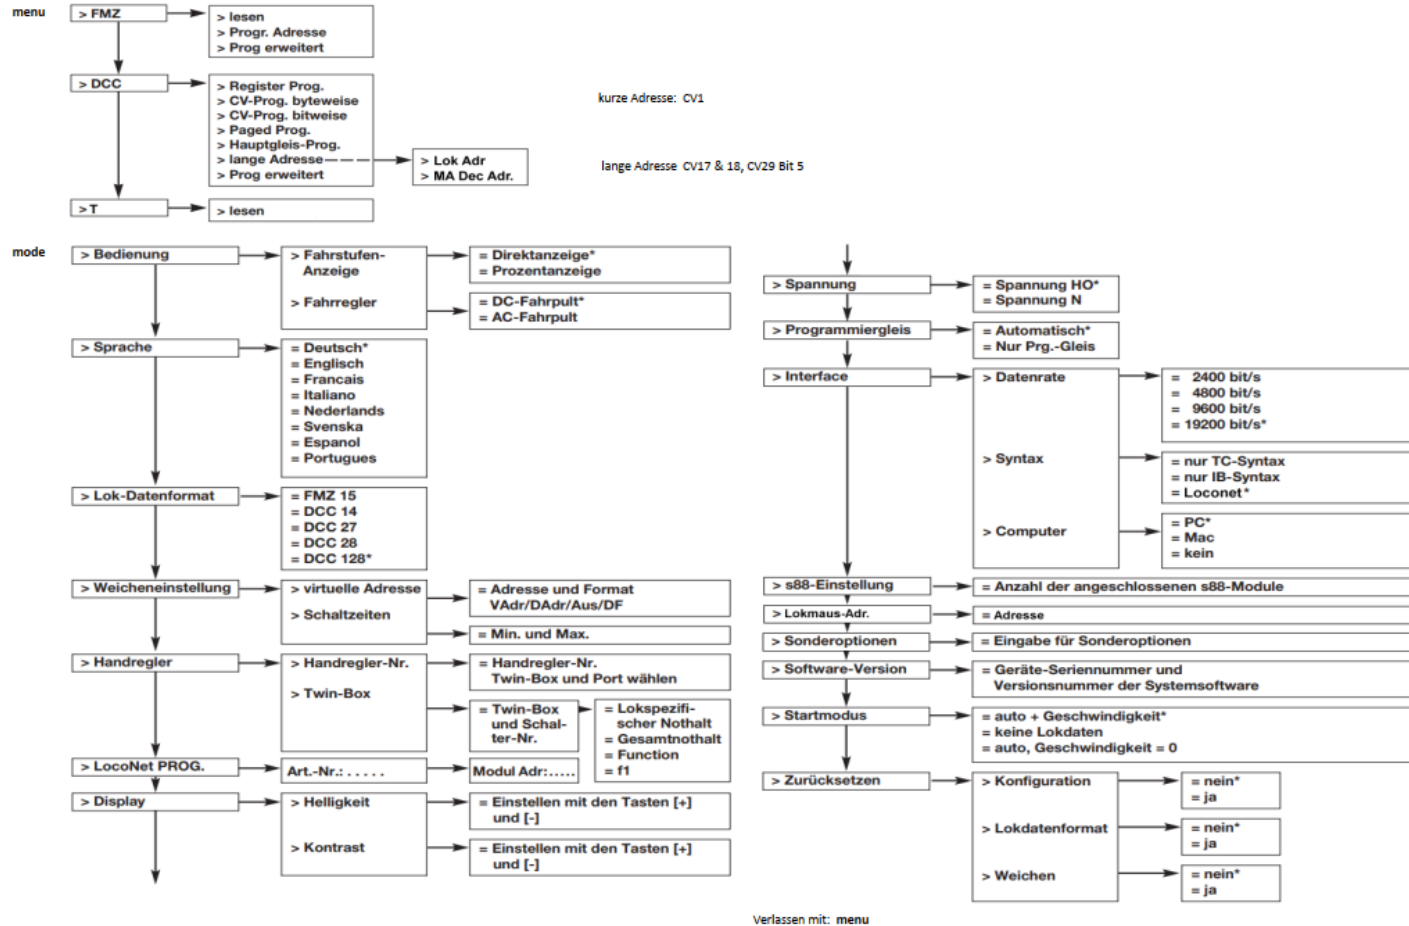 menu
> FMZ
> lesen
> Progr. Adresse
> Prog erweitert
> DCC
> Register Prog.
> CV-Prog. byteweise
> CV-Prog. bitweise
> Paged Prog.
> Hauptgleis-Prog.
> lange Adresse
> Prog erweitert
kurze Adresse: CV1
> Lok Adr
> MA Dec Adr.
lange Adresse CV17 & 18, CV29 Bit 5
>T
> lesen
mode
> Bedienung
> Fahrstufen-
Anzeige
> Fahrregler
= Direktanzeige*
= Prozentanzeige
= DC-Fahrpult*
= AC-Fahrpult
> Sprache
= Deutsch*
= Englisch
= Francais
= Italiano
= Nederlands
= Svenska
= Espanol
= Portugues
> Lok-Datenformat
= FMZ 15
= DCC 14
= DCC 27
= DCC 28
= DCC 128*
> Weicheneinstellung
> virtuelle Adresse
> Schaltzeiten
= Adresse und Format
VAdr/DAdr/Aus/DF
= Min. und Max.
> Handregler
> Handregler-Nr.
> Twin-Box
= Handregler-Nr.
Twin-Box und Port wählen
= Twin-Box
und Schal-
ter-Nr.
= Lokspezifi-
scher Nothalt
= Gesamtnothalt
= Function
= f1
> LocoNet PROG.
Art.-Nr.: . . . . .
Modul Adr:.....
> Display
> Helligkeit
> Kontrast
= Einstellen mit den Tasten [+]
und [-]
= Einstellen mit den Tasten [+]
und [-]
> Spannung
= Spannung HO*
= Spannung N
> Programmiergleis
= Automatisch*
= Nur Prg.-Gleis
> Interface
> Datenrate
= 2400 bit/s
= 4800 bit/s
= 9600 bit/s
= 19200 bit/s*
> Syntax
= nur TC-Syntax
= nur IB-Syntax
= Loconet*
> Computer
= PC*
= Mac
= kein
> s88-Einstellung
= Anzahl der angeschlossenen s88-Module
> Lokmaus-Adr.
= Adresse
> Sonderoptionen
= Eingabe für Sonderoptionen
> Software-Version
= Geräte-Seriennummer und
Versionsnummer der Systemsoftware
> Startmodus
= auto + Geschwindigkeit*
= keine Lokdaten
= auto, Geschwindigkeit = 0
> Zurücksetzen
> Konfiguration
= nein*
= ja
> Lokdatenformat
= nein*
= ja
> Weichen
= nein*
= ja
Verlassen mit: menu